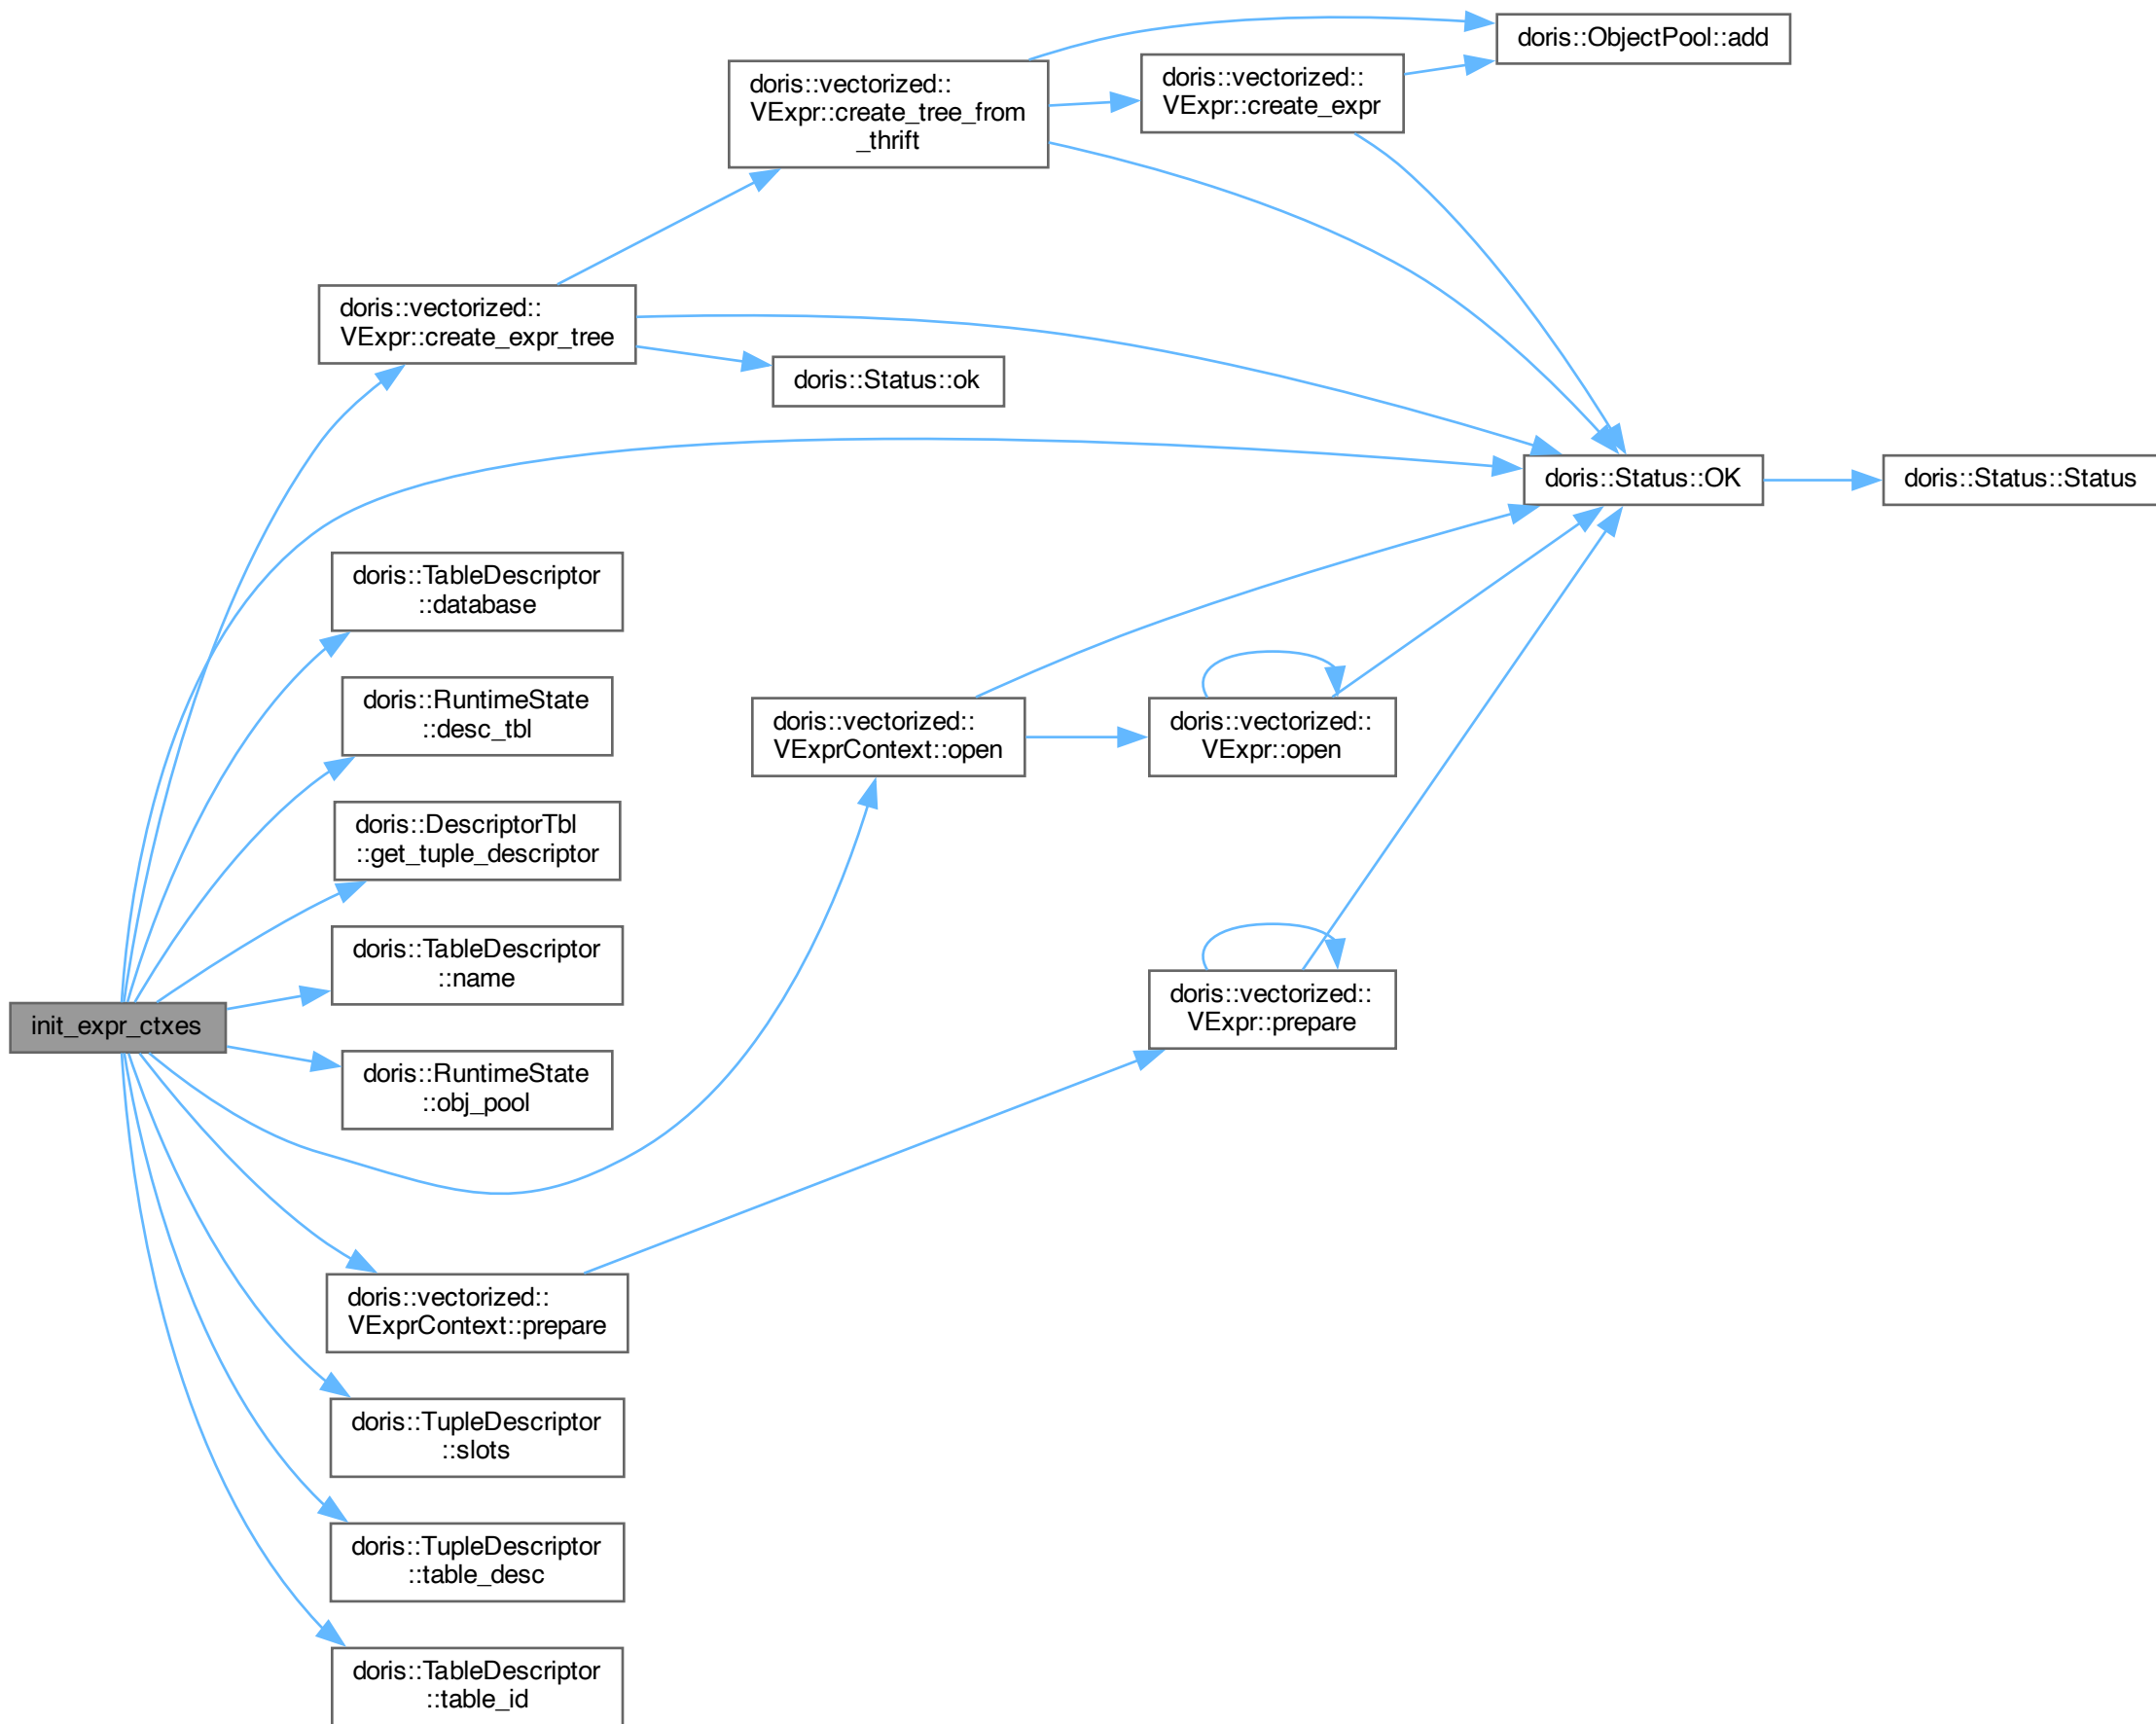 doris::ObjectPool::add
doris::vectorized::
VExpr::create_tree_from
_thrift
doris::vectorized::
VExpr::create_expr
doris::vectorized::
VExpr::create_expr_tree
doris::Status::ok
doris::Status::OK
doris::Status::Status
doris::TableDescriptor
::database
doris::RuntimeState
::desc_tbl
doris::vectorized::
VExprContext::open
doris::vectorized::
VExpr::open
doris::DescriptorTbl
::get_tuple_descriptor
doris::TableDescriptor
::name
doris::vectorized::
VExpr::prepare
init_expr_ctxes
doris::RuntimeState
::obj_pool
doris::vectorized::
VExprContext::prepare
doris::TupleDescriptor
::slots
doris::TupleDescriptor
::table_desc
doris::TableDescriptor
::table_id